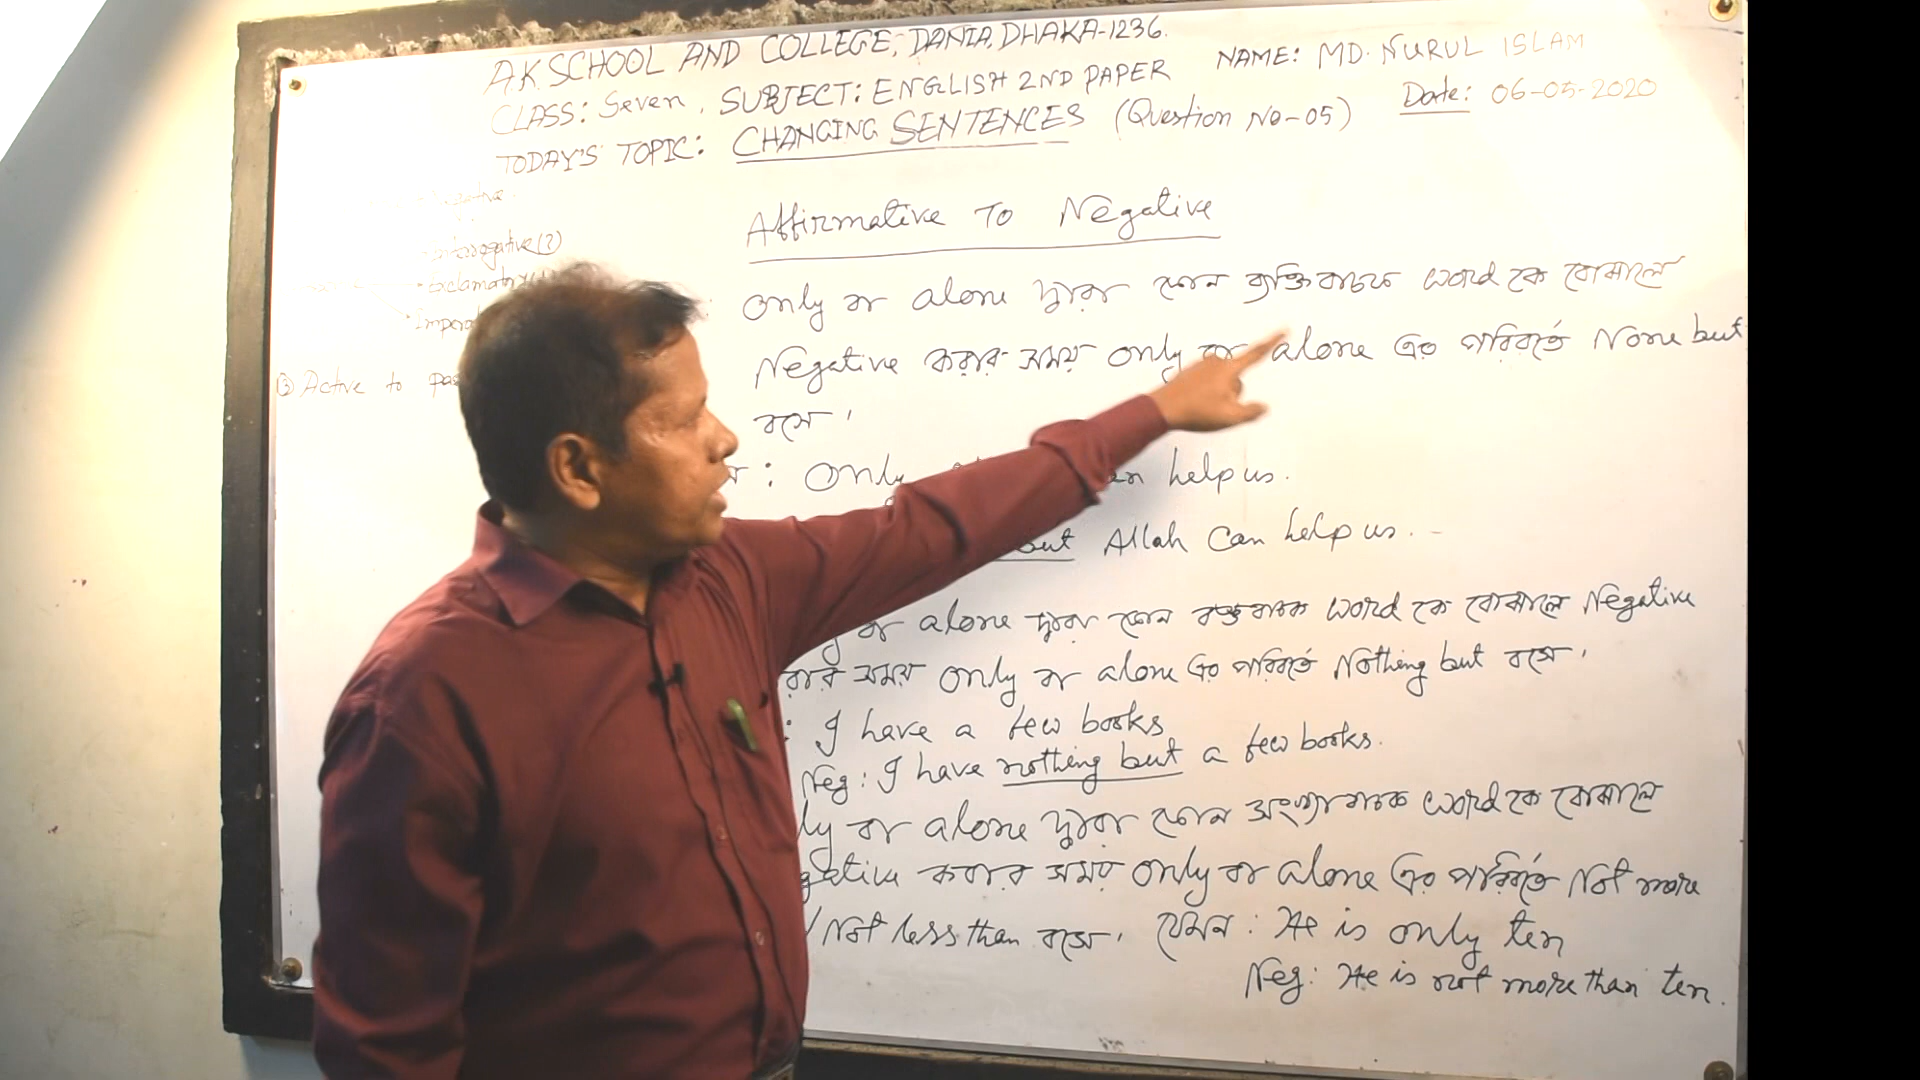 A.K SCHOOL AND COLLEGE, DANIA, DHAKA-1236.
NAME: MD. NURUL ISLAM
CLASS: Seven, SUBJECT: ENGLISH 2ND PAPER
Date: 06-05-2020
TODAY'S TOPIC: CHANGING SENTENCES (Question No-05)
Affirmative To Negative
Only বা alone দ্বারা কোন ব্যক্তিবাচক word কে বোঝালে
Negative করার সময় only বা alone এর পরিবর্তে None but
বসে।
: Only help us.
but Allah can help us.
বা alone দ্বারা কোন বস্তুবাচক word কে বোঝালে Negative
সময় only বা alone এর পরিবর্তে Nothing but বসে।
: I have a few books
Neg: I have nothing but a few books.
বা alone দ্বারা কোন সংখ্যাবাচক word কে বোঝালে
করার সময় only বা alone এর পরিবর্তে Not more
/ Not less than বসে। যেমন: He is only ten
Neg: He is not more than ten.
(3) Active to